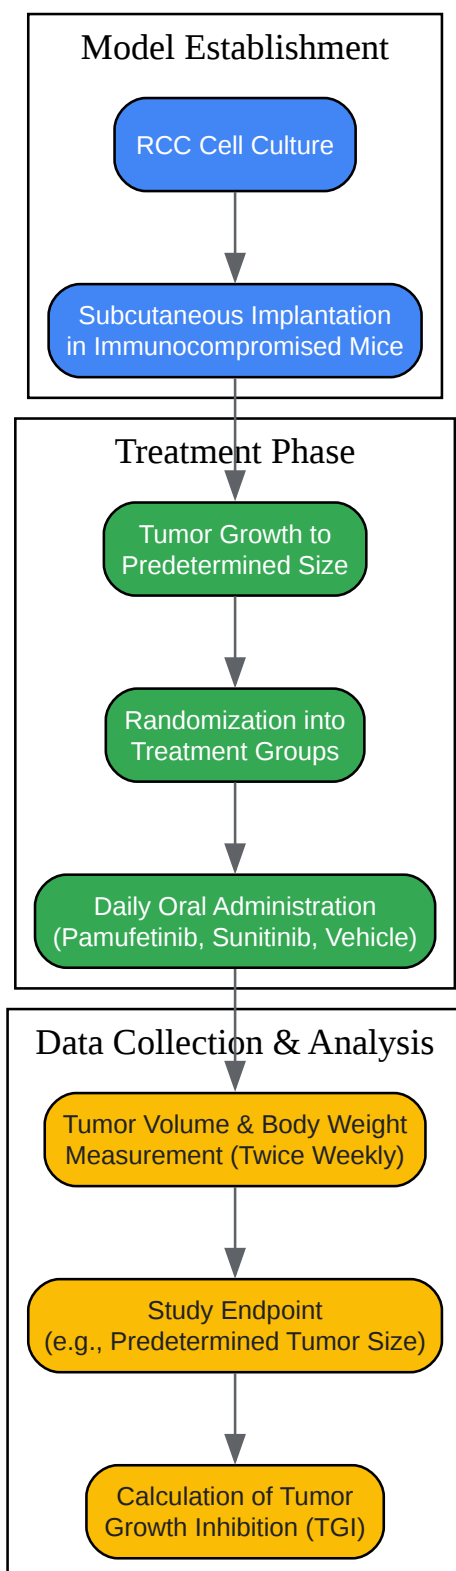 Model Establishment
RCC Cell Culture
Subcutaneous Implantation
in Immunocompromised Mice
Treatment Phase
Tumor Growth to
Predetermined Size
Randomization into
Treatment Groups
Daily Oral Administration
(Pamufetinib, Sunitinib, Vehicle)
Data Collection & Analysis
Tumor Volume & Body Weight
Measurement (Twice Weekly)
Study Endpoint
(e.g., Predetermined Tumor Size)
Calculation of Tumor
Growth Inhibition (TGI)